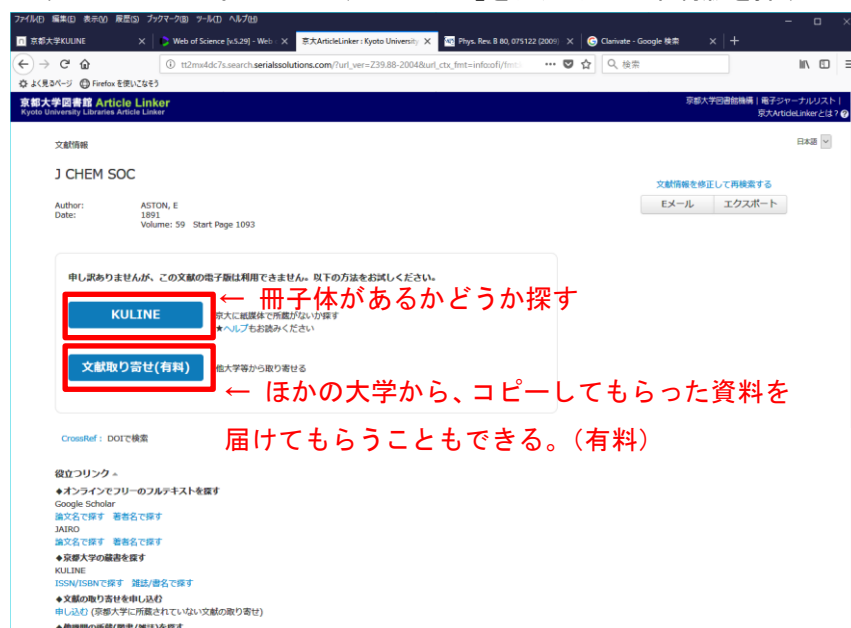 ファイル(F) 編集(E) 表示(V) 履歴(S) ブックマーク(B) ツール(T) ヘルプ(H)
京都大学KULINE
Web of Science [v.5.29] - Web
京大ArticleLinker : Kyoto University
Phys. Rev. B 80, 075122 (2009)
Clarivate - Google 検索
tt2mx4dc7s.search.serialssolutions.com/?url_ver=Z39.88-2004&url_ctx_fmt=info:ofi/fmt:
検索
よく見るページ Firefox を使いこなそう
京都大学図書館 Article Linker
Kyoto University Libraries Article Linker
京都大学図書館機構 | 電子ジャーナルリスト |
京大ArticleLinkerとは?
文献情報
日本語
J CHEM SOC
文献情報を修正して再検索する
Eメール エクスポート
Author: ASTON, E
Date: 1891
Volume: 59 Start Page 1093
申し訳ありませんが、この文献の電子版は利用できません。以下の方法をお試しください。
KULINE
← 冊子体があるかどうか探す
京大に紙媒体で所蔵がないか探す
★ヘルプもお読みください
文献取り寄せ(有料)
他大学等から取り寄せる
← ほかの大学から、コピーしてもらった資料を
届けてもらうこともできる。(有料)
CrossRef : DOIで検索
役立つリンク
◆オンラインでフリーのフルテキストを探す
Google Scholar
論文名で探す 著者名で探す
JAIRO
論文名で探す 著者名で探す
◆京都大学の蔵書を探す
KULINE
ISSN/ISBNで探す 雑誌/書名で探す
◆文献の取り寄せを申し込む
申し込む (京都大学に所蔵されていない文献の取り寄せ)